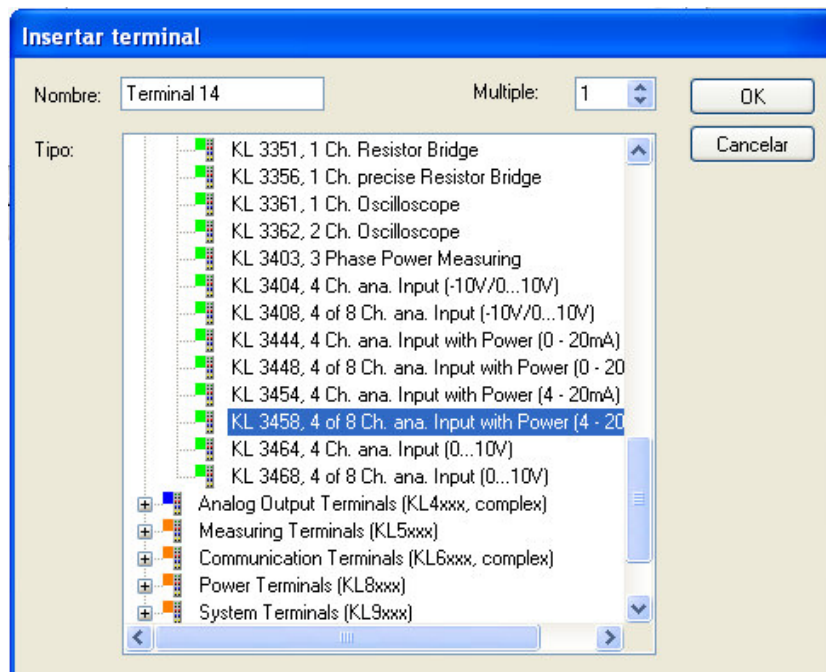 Insertar terminal
Nombre: Terminal 14 Multiple: 1 OK
Tipo: Cancelar
KL 3351, 1 Ch. Resistor Bridge
KL 3356, 1 Ch. precise Resistor Bridge
KL 3361, 1 Ch. Oscilloscope
KL 3362, 2 Ch. Oscilloscope
KL 3403, 3 Phase Power Measuring
KL 3404, 4 Ch. ana. Input (-10V/0...10V)
KL 3408, 4 of 8 Ch. ana. Input (-10V/0...10V)
KL 3444, 4 Ch. ana. Input with Power (0 - 20mA)
KL 3448, 4 of 8 Ch. ana. Input with Power (0 - 20
KL 3454, 4 Ch. ana. Input with Power (4 - 20mA)
KL 3458, 4 of 8 Ch. ana. Input with Power (4 - 20
KL 3464, 4 Ch. ana. Input (0...10V)
KL 3468, 4 of 8 Ch. ana. Input (0...10V)
Analog Output Terminals (KL4xxx, complex)
Measuring Terminals (KL5xxx)
Communication Terminals (KL6xxx, complex)
Power Terminals (KL8xxx)
System Terminals (KL9xxx)